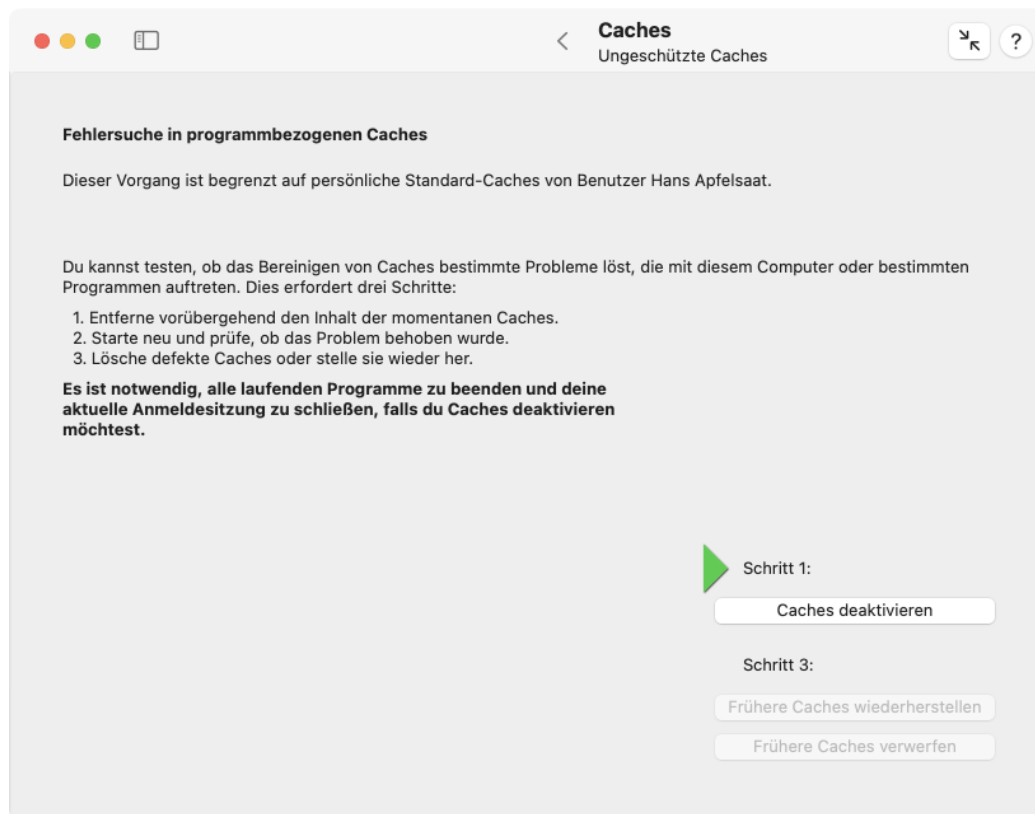 Caches
Ungeschützte Caches
?
Fehlersuche in programmbezogenen Caches
Dieser Vorgang ist begrenzt auf persönliche Standard-Caches von Benutzer Hans Apfelsaat.
Du kannst testen, ob das Bereinigen von Caches bestimmte Probleme löst, die mit diesem Computer oder bestimmten
Programmen auftreten. Dies erfordert drei Schritte:
1. Entferne vorübergehend den Inhalt der momentanen Caches.
2. Starte neu und prüfe, ob das Problem behoben wurde.
3. Lösche defekte Caches oder stelle sie wieder her.
Es ist notwendig, alle laufenden Programme zu beenden und deine
aktuelle Anmeldesitzung zu schließen, falls du Caches deaktivieren
möchtest.
Schritt 1:
Caches deaktivieren
Schritt 3:
Frühere Caches wiederherstellen
Frühere Caches verwerfen